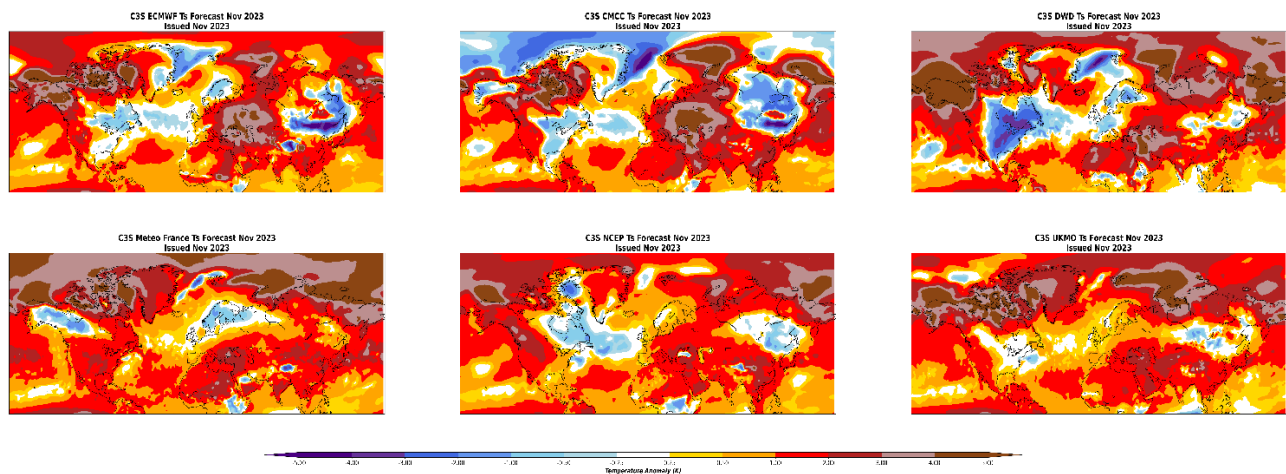 C3S ECMWF Ts Forecast Nov 2023
Issued Nov 2023
C3S CMCC Ts Forecast Nov 2023
Issued Nov 2023
C3S DWD Ts Forecast Nov 2023
Issued Nov 2023
C3S Meteo France Ts Forecast Nov 2023
Issued Nov 2023
C3S NCEP Ts Forecast Nov 2023
Issued Nov 2023
C3S UKMO Ts Forecast Nov 2023
Issued Nov 2023
Temperature Anomaly (K)